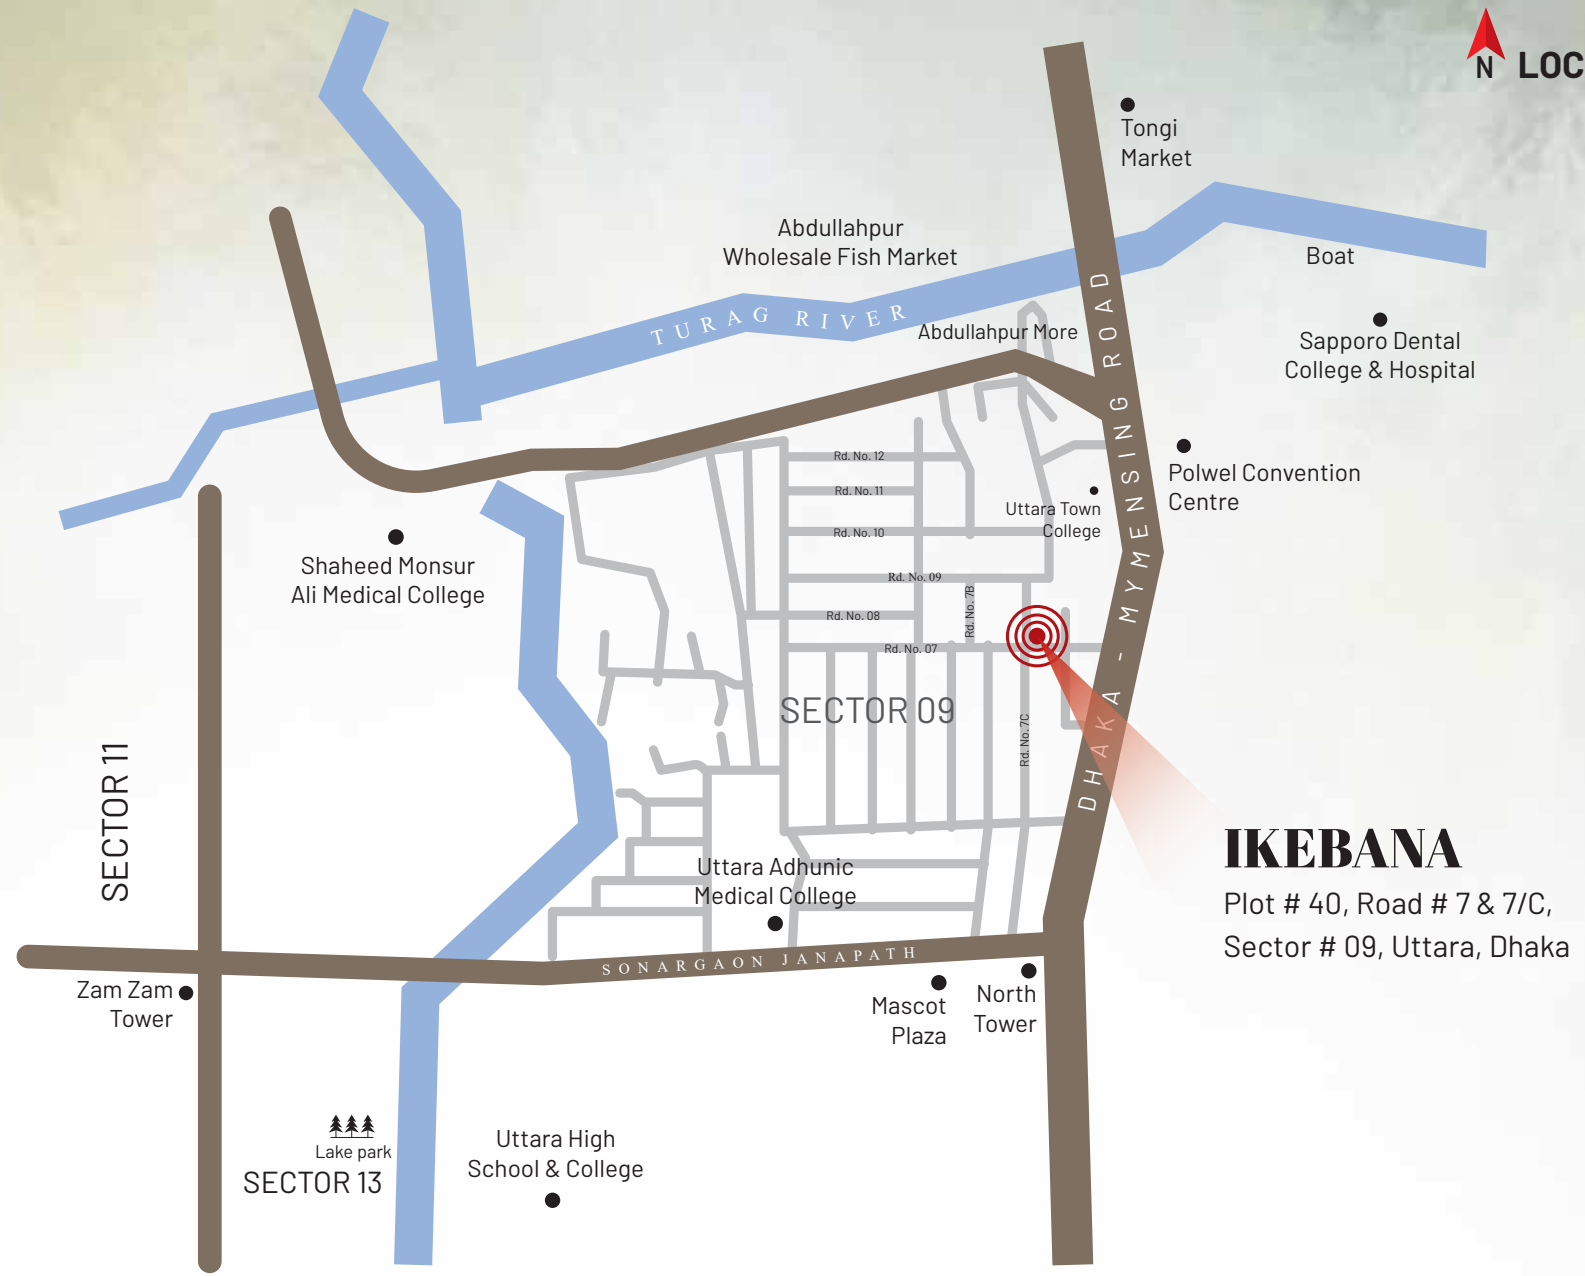 N
LOC
Tongi
Market
Abdullahpur
Wholesale Fish Market
Boat
TURAG RIVER
Abdullahpur More
Sapporo Dental
College & Hospital
DHAKA - MYMENSING ROAD
Rd. No. 12
Polwel Convention
Centre
Rd. No. 11
Uttara Town
College
Rd. No. 10
Shaheed Monsur
Ali Medical College
Rd. No. 09
Rd. No. 7B
Rd. No. 08
Rd. No. 07
SECTOR 09
Rd. No. 7C
SECTOR 11
IKEBANA
Plot # 40, Road # 7 & 7/C,
Sector # 09, Uttara, Dhaka
Uttara Adhunic
Medical College
SONARGAON JANAPATH
Zam Zam
Tower
Mascot
Plaza
North
Tower
Lake park
SECTOR 13
Uttara High
School & College